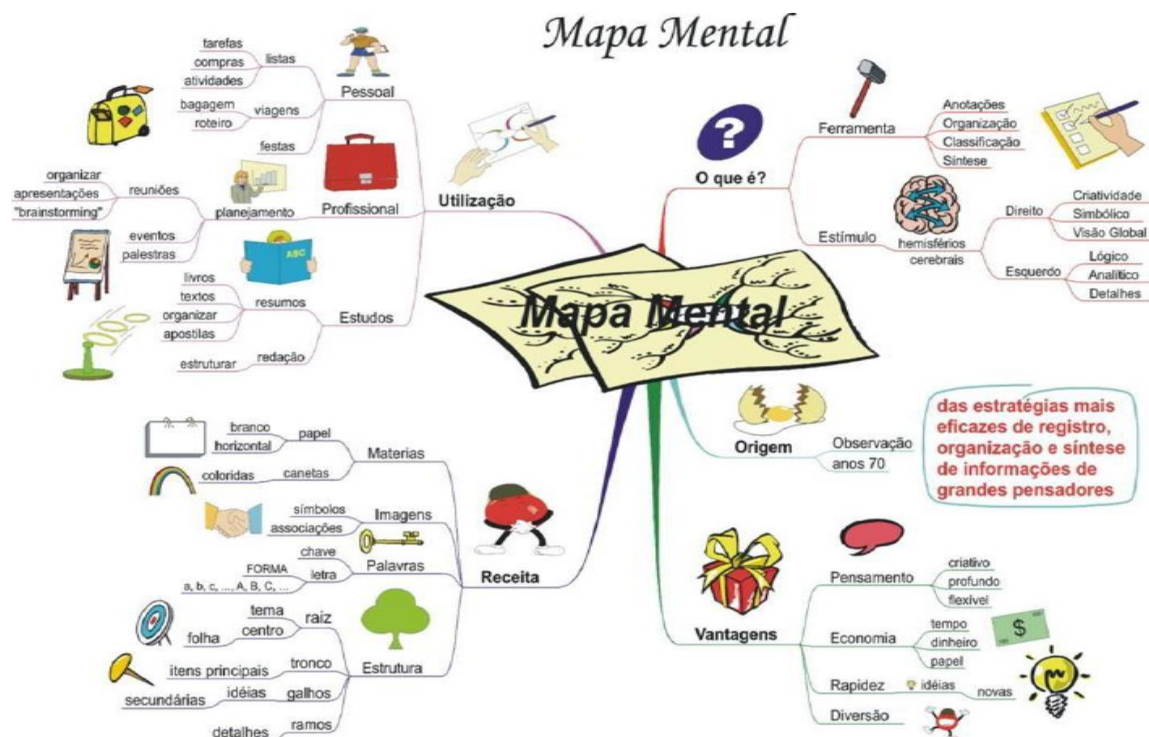 Mapa Mental
tarefas
compras
atividades
listas
bagagem
roteiro
viagens
festas
Pessoal
organizar
apresentações
"brainstorming"
reuniões
eventos
palestras
planejamento
Profissional
livros
textos
organizar
apostilas
resumos
estruturar
redação
Estudos
ABC
Utilização
?
O que é?
Ferramenta
Anotações
Organização
Classificação
Síntese
Estímulo
hemisférios
cerebrais
Direito
Criatividade
Simbólico
Visão Global
Esquerdo
Lógico
Analítico
Detalhes
Mapa Mental
Origem
Observação
anos 70
das estratégias mais
eficazes de registro,
organização e síntese
de informações de
grandes pensadores
branco
horizontal
papel
coloridas
canetas
Materias
símbolos
associações
Imagens
chave
FORMA
a, b, c, ..., A, B, C, ...
letra
Palavras
tema
folha
centro
raiz
itens principais
tronco
secundárias
idéias
galhos
detalhes
ramos
Estrutura
Receita
Vantagens
Pensamento
criativo
profundo
flexível
Economia
tempo
dinheiro
papel
$
Rapidez
idéias
novas
Diversão